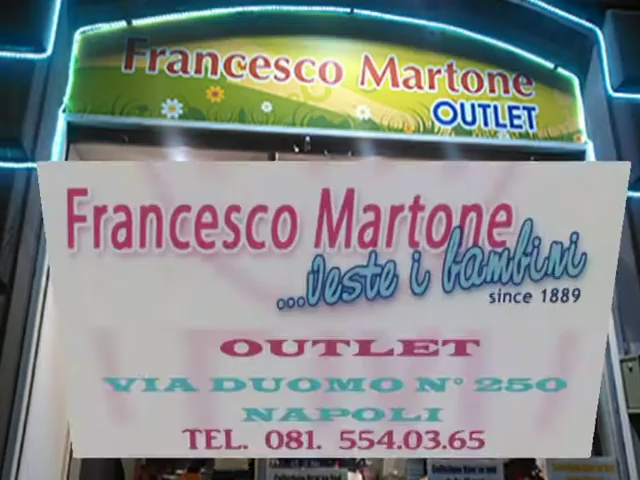 Francesco Martone
OUTLET
Francesco Martone
...veste i bambini
since 1889
OUTLET
VIA DUOMO N° 250
NAPOLI
TEL. 081. 554.03.65